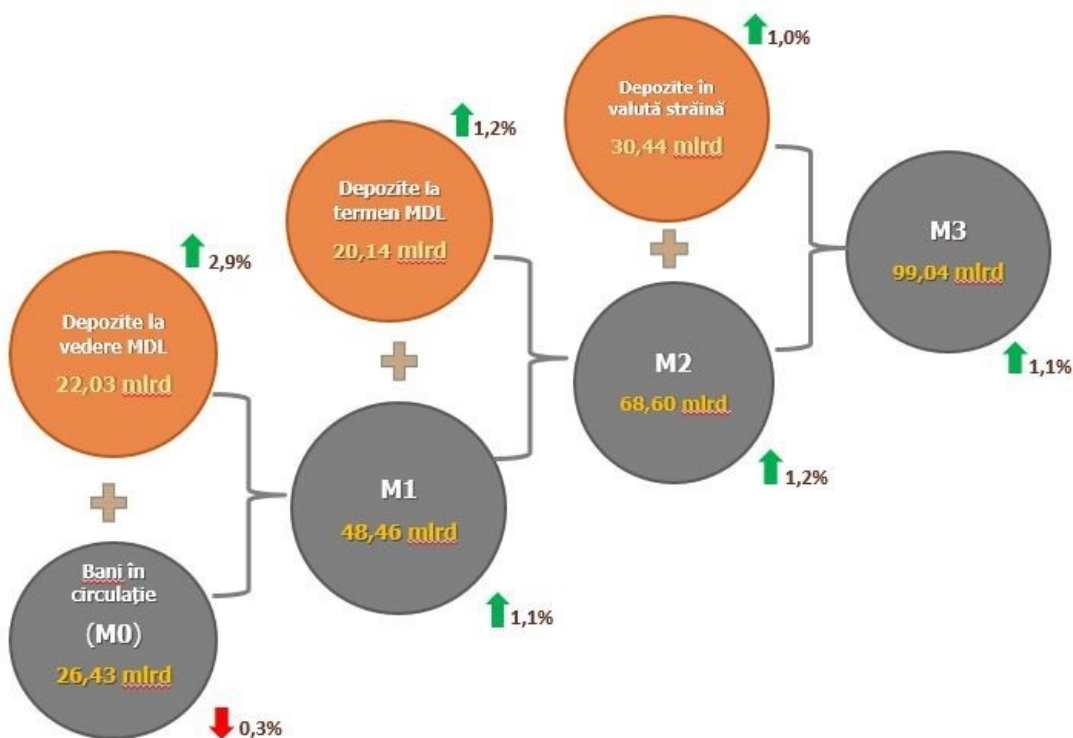 1,0%
Depozite în
valută străină
30,44 mlrd
1,2%
Depozite la
termen MDL
20,14 mlrd
M3
99,04 mlrd
2,9%
Depozite la
vedere MDL
22,03 mlrd
M2
68,60 mlrd
1,1%
M1
48,46 mlrd
1,2%
Bani în
circulație
(M0)
26,43 mlrd
1,1%
0,3%